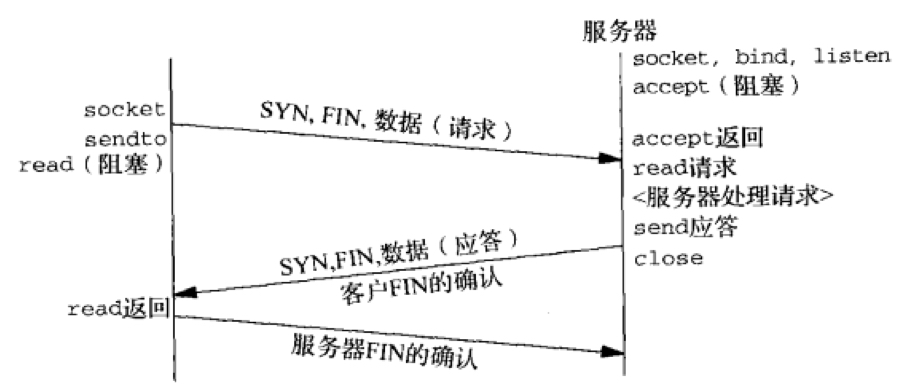 服务器
socket, bind, listen
accept（阻塞）
socket
SYN, FIN, 数据（请求）
sendto
accept返回
read（阻塞）
read请求
<服务器处理请求>
send应答
SYN,FIN,数据（应答）
close
客户FIN的确认
read返回
服务器FIN的确认